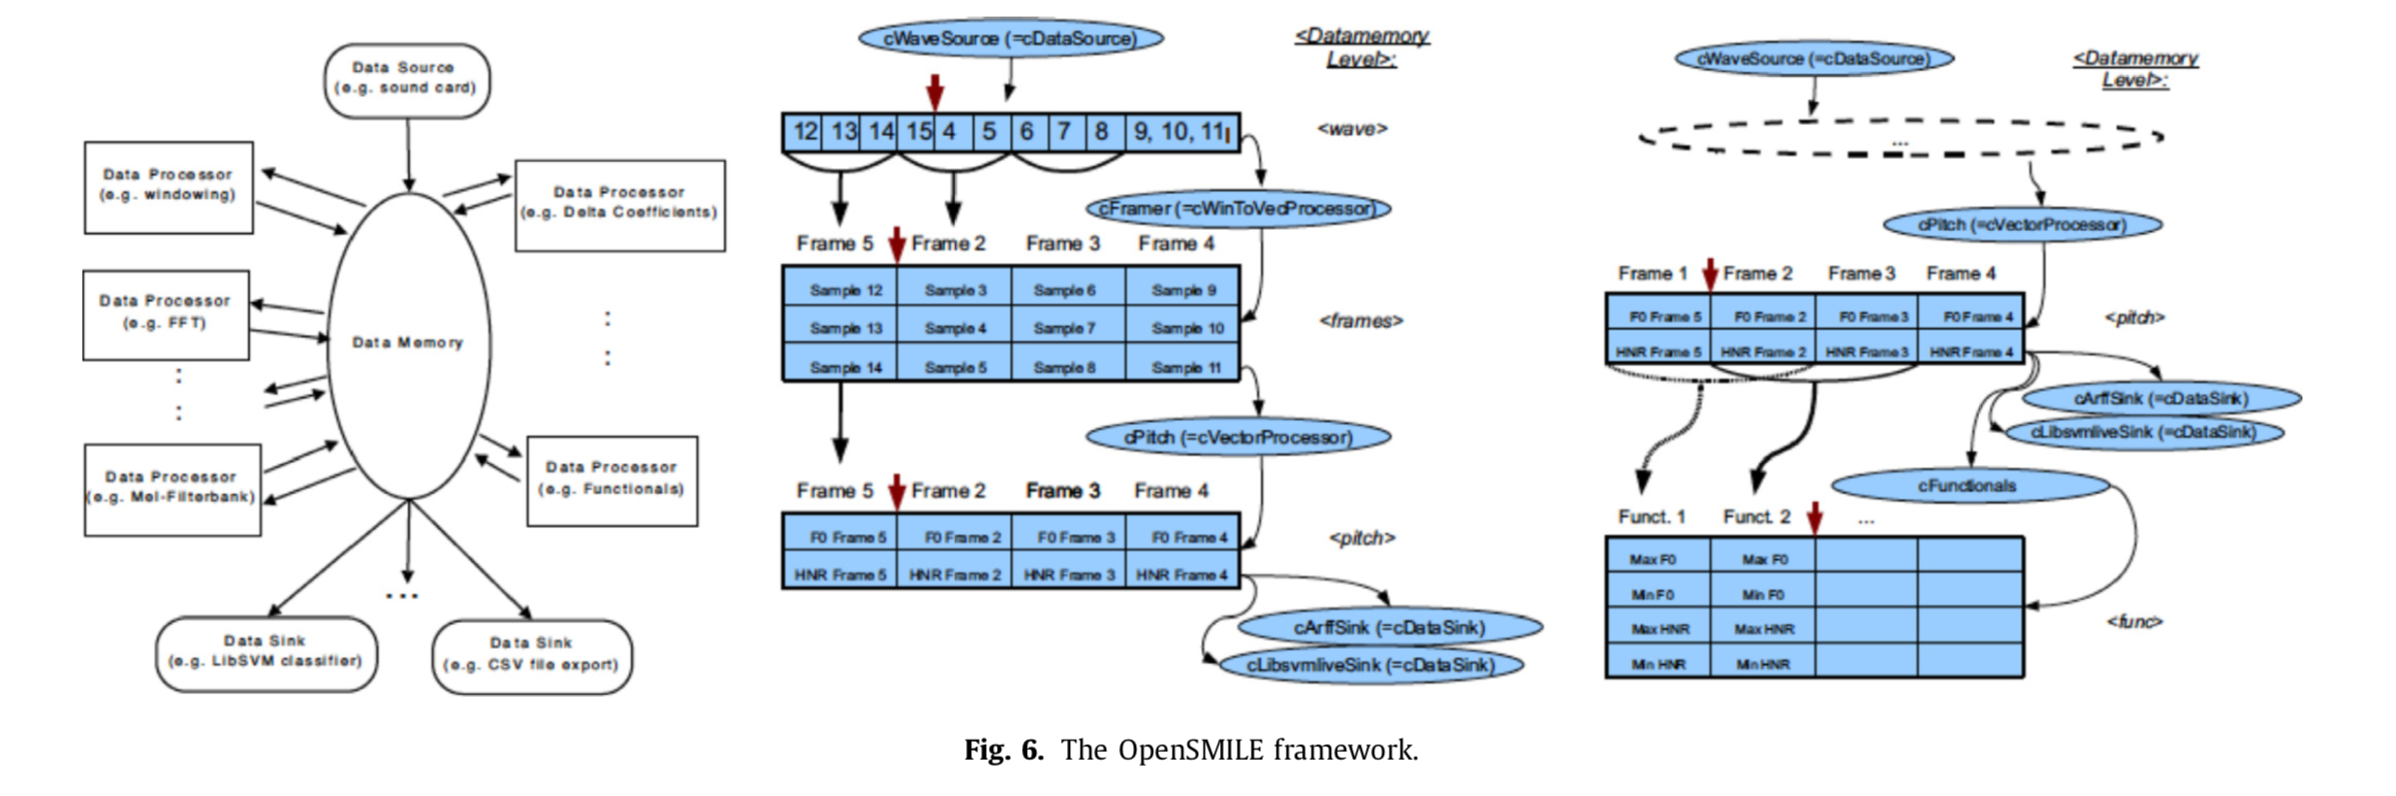 Data Source
(e.g. sound card)
Data Processor
(e.g. windowing)
Data Processor
(e.g. Delta Coefficients)
Data Processor
(e.g. FFT)
:
:
Data Memory
:
:
Data Processor
(e.g. Mel-Filterbank)
Data Processor
(e.g. Functionals)
...
Data Sink
(e.g. LibSVM classifier)
Data Sink
(e.g. CSV file export)
cWaveSource (=cDataSource)
<Datamemory
Level>:
12 13 14 15 4 5 6 7 8 9, 10, 11
<wave>
cFramer (=cWinToVecProcessor)
Frame 5 Frame 2 Frame 3 Frame 4
Sample 12 Sample 3 Sample 6 Sample 9
Sample 13 Sample 4 Sample 7 Sample 10
Sample 14 Sample 5 Sample 8 Sample 11
<frames>
cPitch (=cVectorProcessor)
Frame 5 Frame 2 Frame 3 Frame 4
F0 Frame 5 F0 Frame 2 F0 Frame 3 F0 Frame 4
HNR Frame 5 HNR Frame 2 HNR Frame 3 HNR Frame 4
<pitch>
cArffSink (=cDataSink)
cLibsvmliveSink (=cDataSink)
cWaveSource (=cDataSource)
<Datamemory
Level>:
...
cPitch (=cVectorProcessor)
Frame 1 Frame 2 Frame 3 Frame 4
F0 Frame 5 F0 Frame 2 F0 Frame 3 F0 Frame 4
HNR Frame 5 HNR Frame 2 HNR Frame 3 HNR Frame 4
<pitch>
cArffSink (=cDataSink)
cLibsvmliveSink (=cDataSink)
cFunctionals
Funct. 1 Funct. 2 ...
Max F0 Max F0
Min F0 Min F0
Max HNR Max HNR
Min HNR Min HNR
<func>
Fig. 6. The OpenSMILE framework.